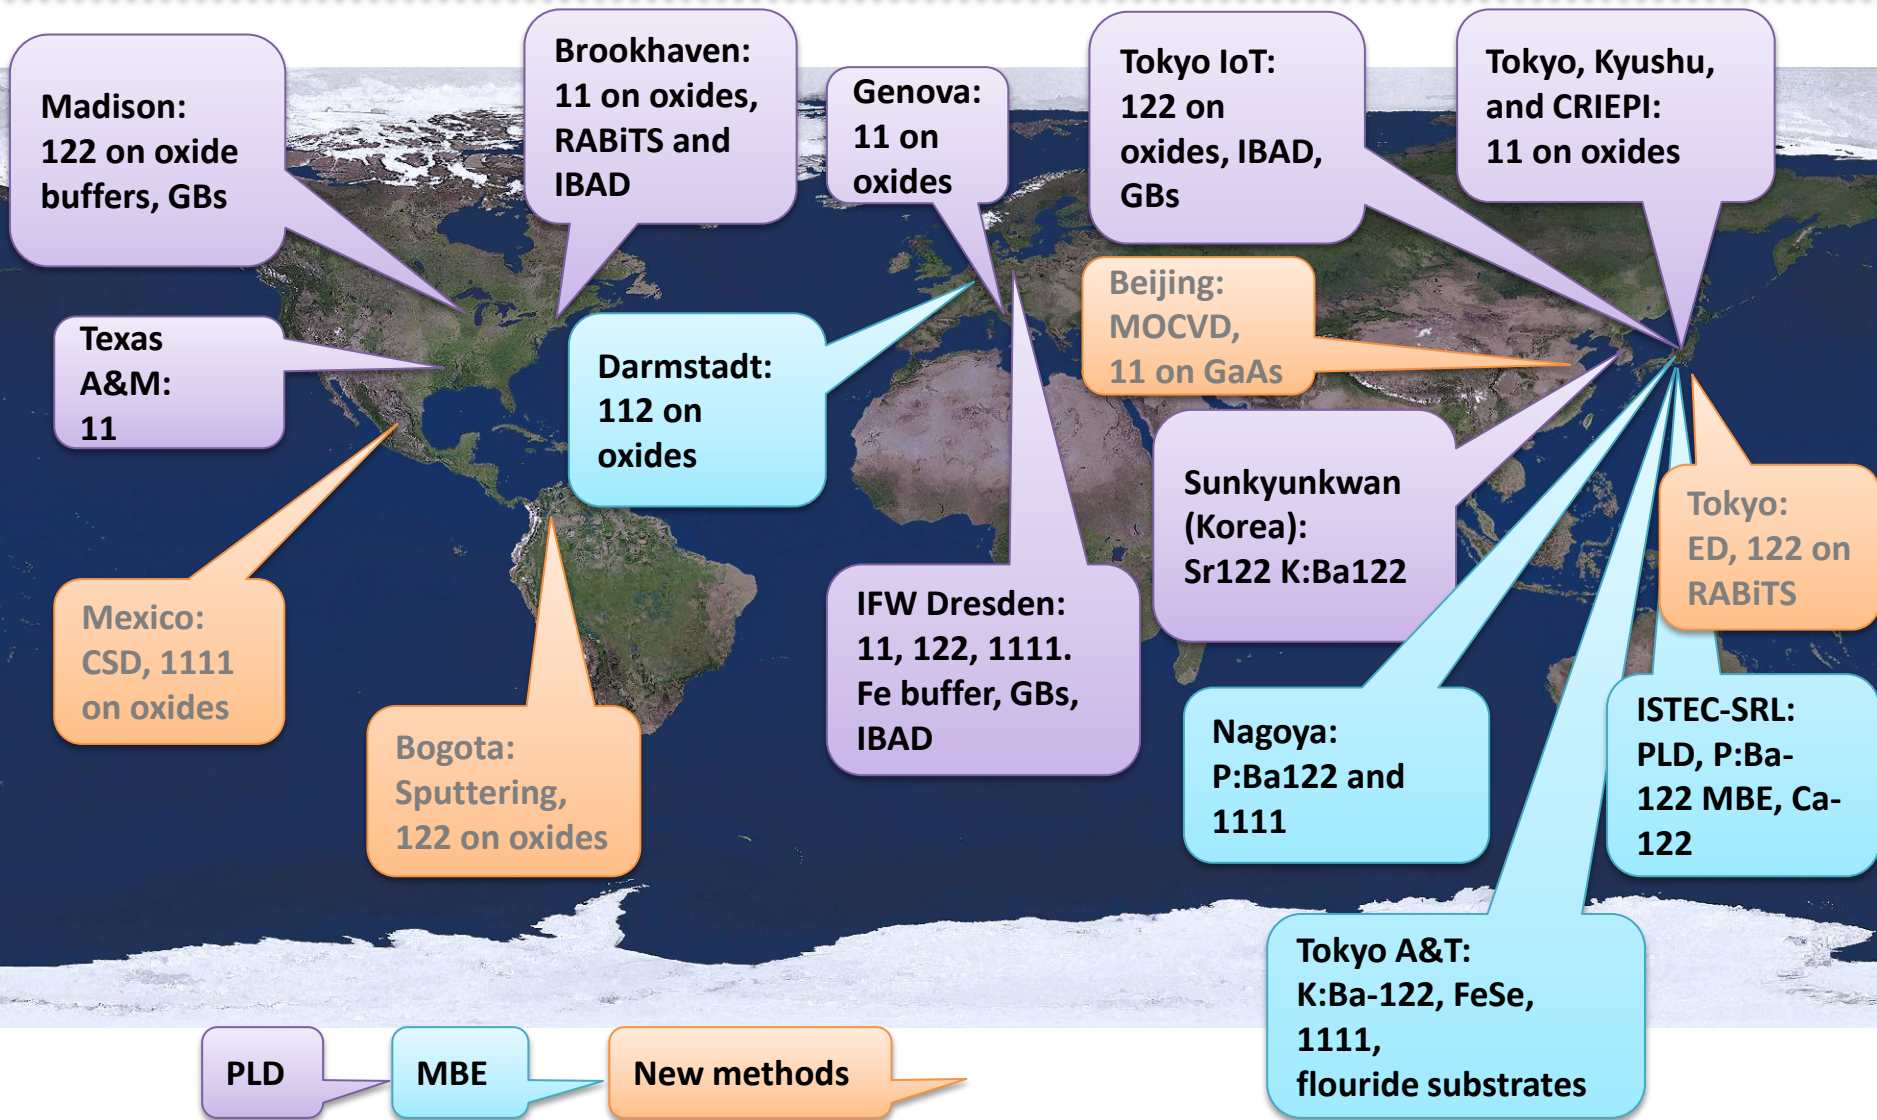 Madison:
122 on oxide
buffers, GBs
Brookhaven:
11 on oxides,
RABiTS and
IBAD
Genova:
11 on
oxides
Tokyo IoT:
122 on
oxides, IBAD,
GBs
Tokyo, Kyushu,
and CRIEPI:
11 on oxides
Texas
A&M:
11
Darmstadt:
112 on
oxides
Beijing:
MOCVD,
11 on GaAs
Sunkyunkwan
(Korea):
Sr122 K:Ba122
Tokyo:
ED, 122 on
RABiTS
Mexico:
CSD, 1111
on oxides
Bogota:
Sputtering,
122 on oxides
IFW Dresden:
11, 122, 1111.
Fe buffer, GBs,
IBAD
Nagoya:
P:Ba122 and
1111
ISTEC-SRL:
PLD, P:Ba-
122 MBE, Ca-
122
Tokyo A&T:
K:Ba-122, FeSe,
1111,
flouride substrates
PLD
MBE
New methods